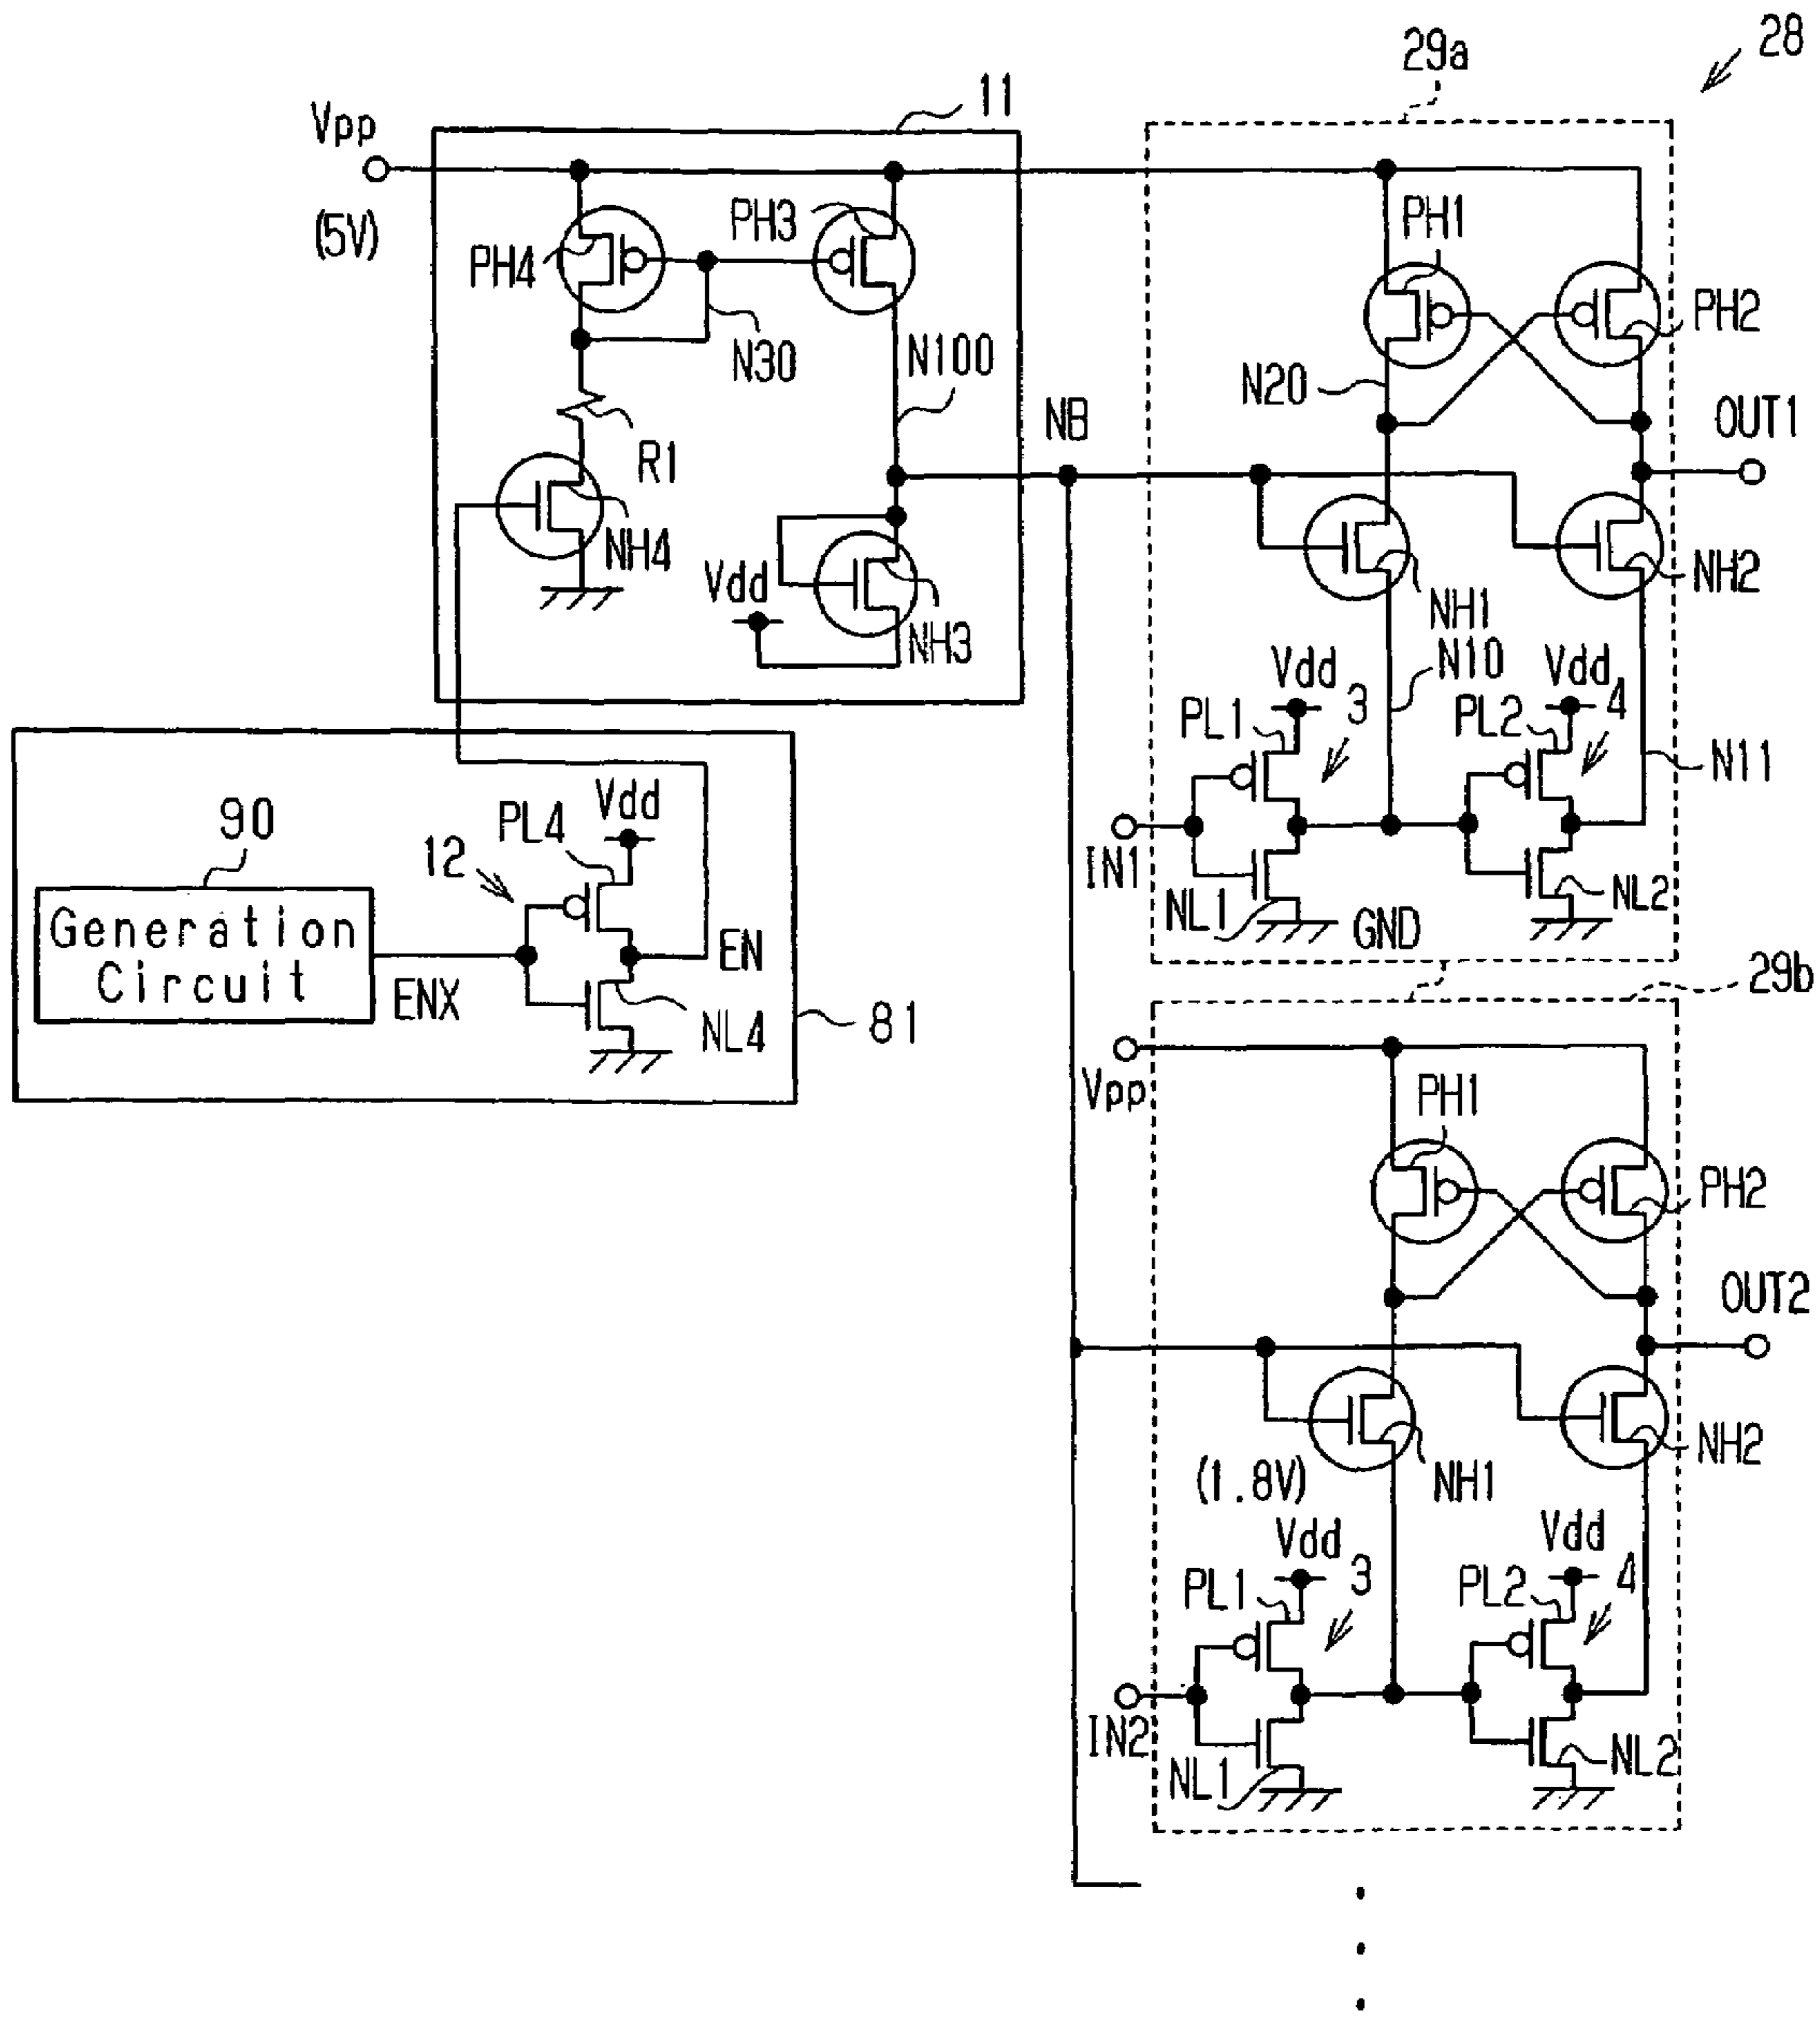 28
29a
11
Vpp
(5V)
PH4
PH3
N30
N100
R1
NH4
Vdd
NH3
NB
PH1
PH2
N20
OUT1
NH1
NH2
N10
Vdd
PL1
3
Vdd
PL2
4
N11
IN1
NL1
GND
NL2
90
Generation
Circuit
ENX
12
PL4
Vdd
EN
NL4
81
29b
Vpp
PH1
PH2
OUT2
NH1
NH2
(1.8V)
Vdd
PL1
3
Vdd
PL2
4
IN2
NL1
NL2